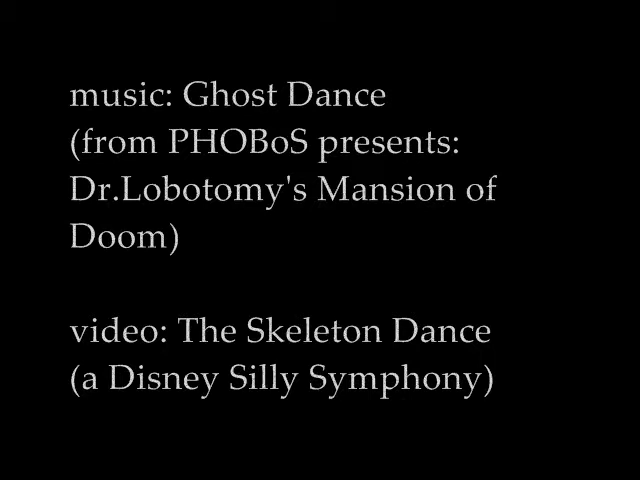 music: Ghost Dance
(from PHOBoS presents:
Dr.Lobotomy's Mansion of
Doom)
video: The Skeleton Dance
(a Disney Silly Symphony)